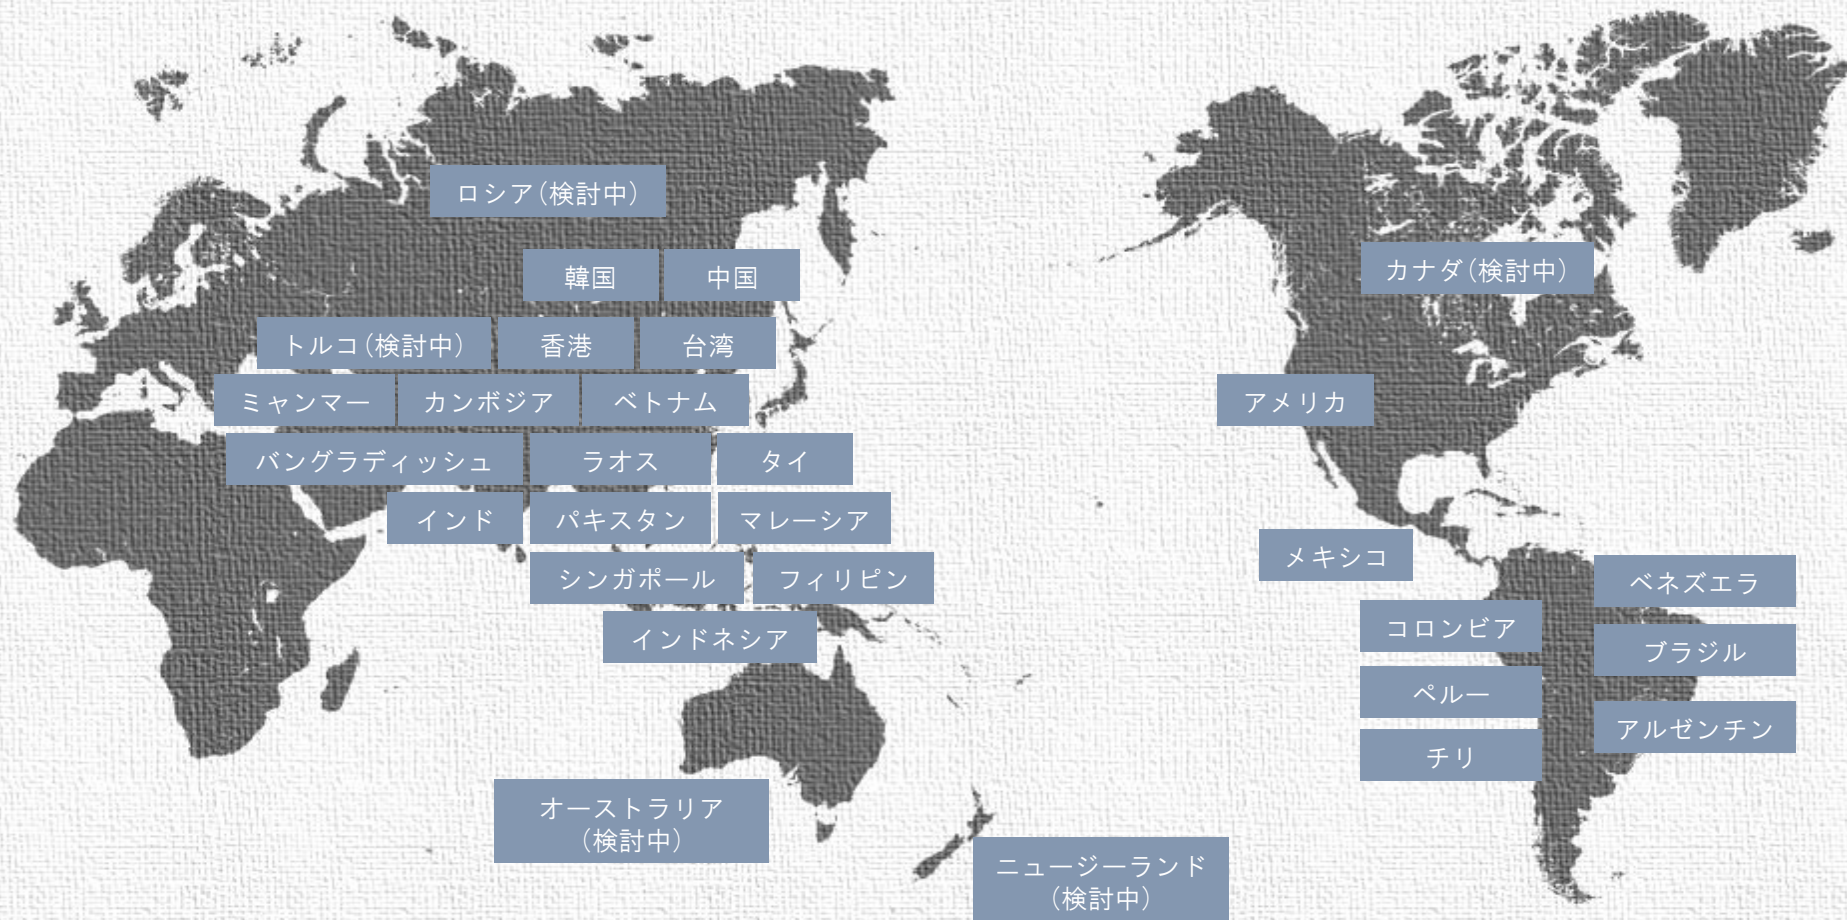 ロシア(検討中)
韓国
中国
カナダ(検討中)
トルコ(検討中)
香港
台湾
ミャンマー
カンボジア
ベトナム
アメリカ
バングラディッシュ
ラオス
タイ
インド
パキスタン
マレーシア
メキシコ
シンガポール
フィリピン
ベネズエラ
インドネシア
コロンビア
ブラジル
ペルー
アルゼンチン
チリ
オーストラリア
(検討中)
ニュージーランド
(検討中)